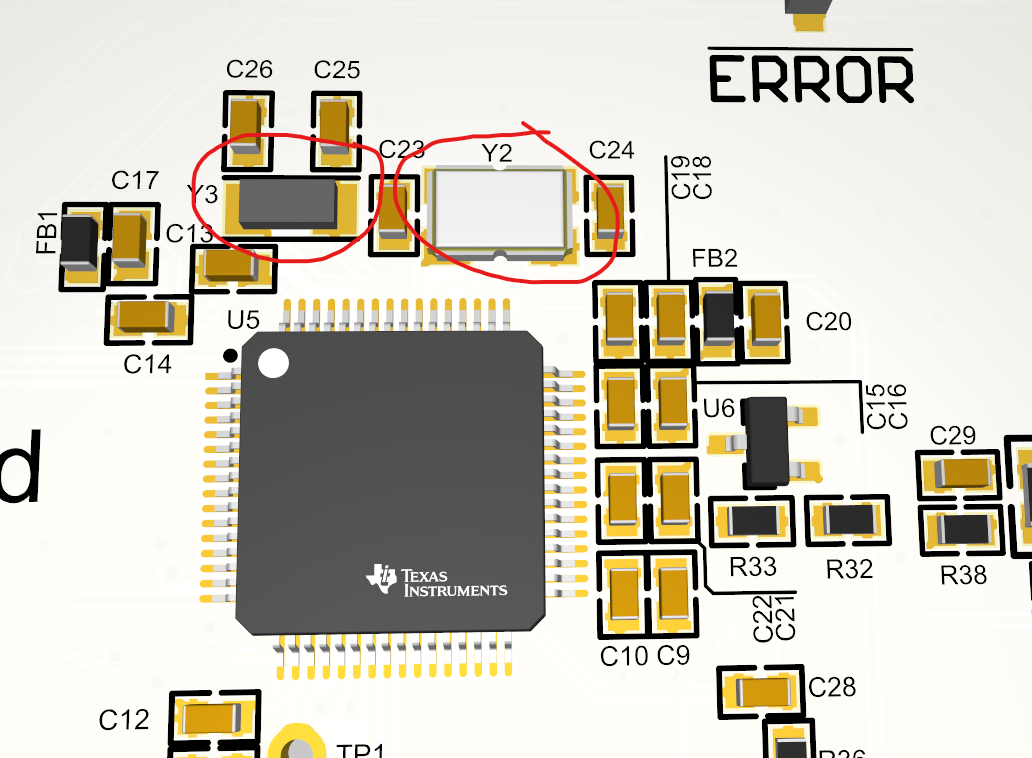 ERROR
C26
C25
C23
Y2
C24
C19
C18
C17
Y3
FB1
C13
FB2
U5
C20
C14
U6
C15
C16
d
C29
TEXAS
INSTRUMENTS
R33
R32
R38
C22
C21
C10
C9
C28
C12
TP1